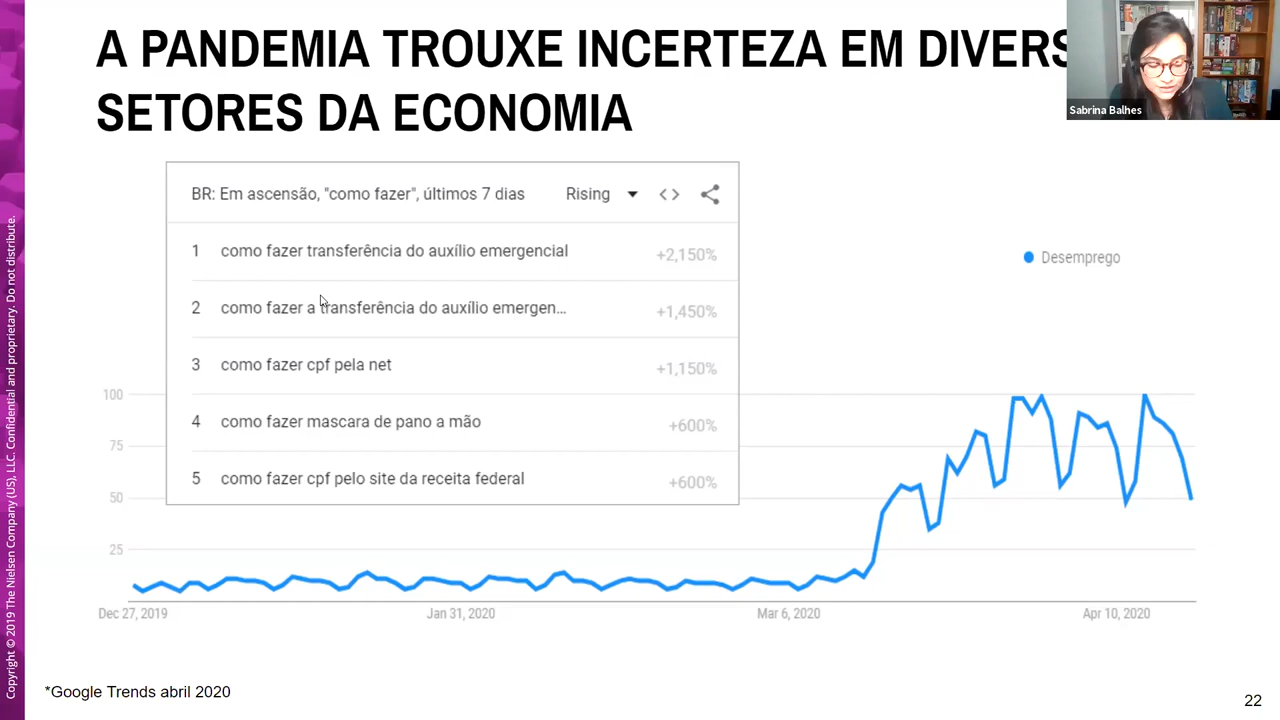 A PANDEMIA TROUXE INCERTEZA EM DIVERS
SETORES DA ECONOMIA
Sabrina Balhes
BR: Em ascensão, "como fazer", últimos 7 dias Rising
1 como fazer transferência do auxílio emergencial +2,150%
2 como fazer a transferência do auxílio emergen... +1,450%
3 como fazer cpf pela net +1,150%
4 como fazer mascara de pano a mão +600%
5 como fazer cpf pelo site da receita federal +600%
Desemprego
100
75
50
25
Dec 27, 2019 Jan 31, 2020 Mar 6, 2020 Apr 10, 2020
*Google Trends abril 2020
22
Copyright © 2019 The Nielsen Company (US), LLC. Confidential and proprietary. Do not distribute.